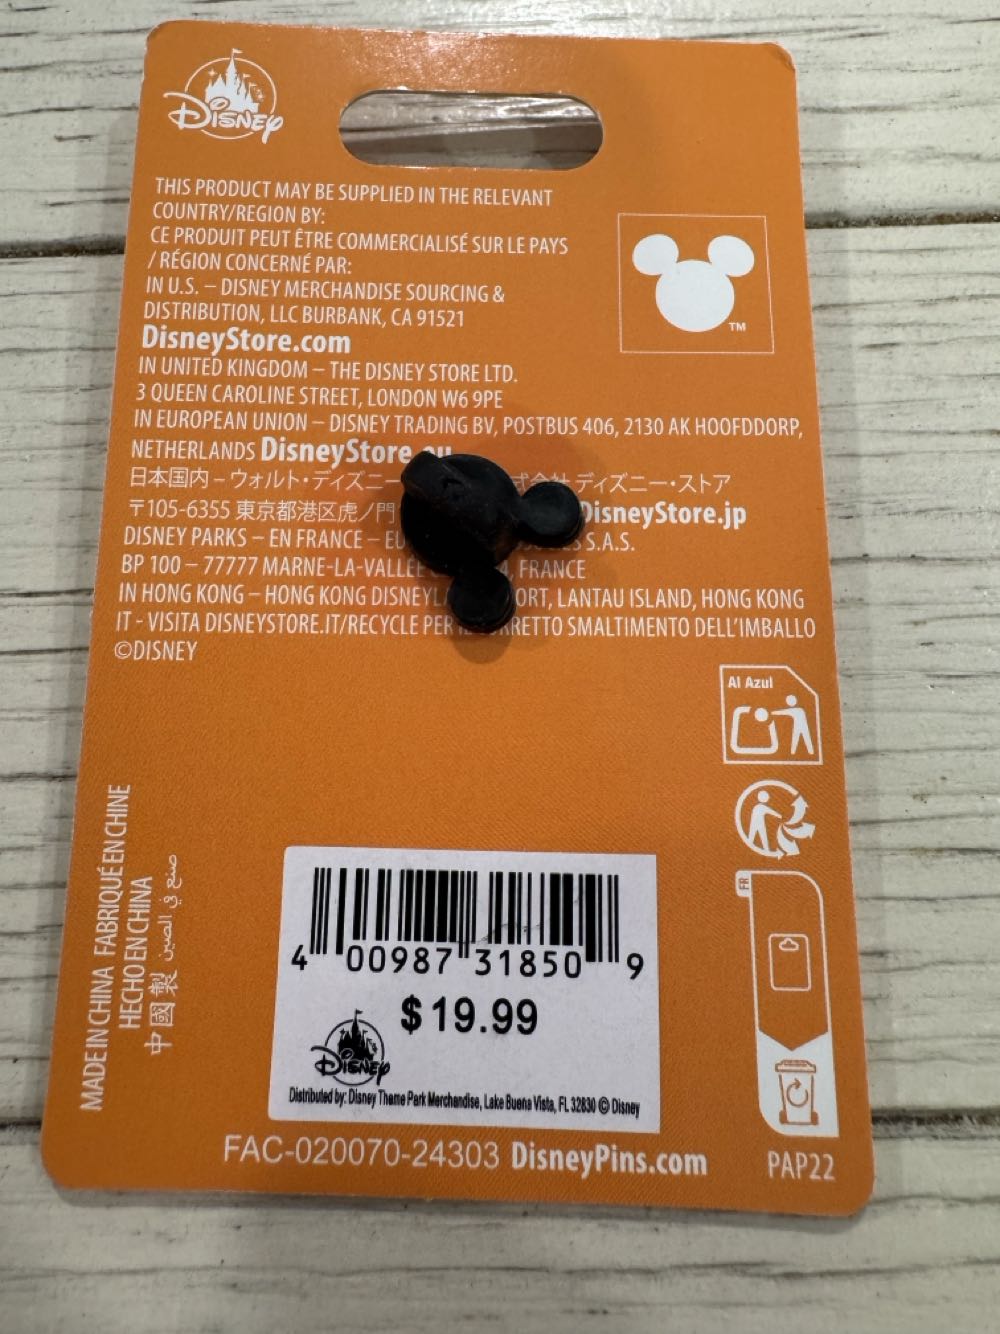 Disney
THIS PRODUCT MAY BE SUPPLIED IN THE RELEVANT
COUNTRY/REGION BY:
CE PRODUIT PEUT ÊTRE COMMERCIALISÉ SUR LE PAYS
/ RÉGION CONCERNÉ PAR:
IN U.S. – DISNEY MERCHANDISE SOURCING &
DISTRIBUTION, LLC BURBANK, CA 91521
DisneyStore.com
IN UNITED KINGDOM – THE DISNEY STORE LTD.
3 QUEEN CAROLINE STREET, LONDON W6 9PE
IN EUROPEAN UNION – DISNEY TRADING BV, POSTBUS 406, 2130 AK HOOFDDORP,
NETHERLANDS DisneyStore.eu
日本国内 – ウォルト・ディズニー 式会社 ディズニー・ストア
〒105-6355 東京都港区虎ノ門 DisneyStore.jp
DISNEY PARKS – EN FRANCE – S.A.S.
BP 100 – 77777 MARNE-LA-VALLÉE 4, FRANCE
IN HONG KONG – HONG KONG LANTAU ISLAND, HONG KONG
IT - VISITA DISNEYSTORE.IT/RECYCLE PER SMALTIMENTO DELL'IMBALLO
©DISNEY
TM
Al Azul
FR
MADE IN CHINA FABRIQUÉ EN CHINE
HECHO EN CHINA
中國製 صنع في الصين
4 00987 31850 9
$19.99
Disney
Distributed by: Disney Theme Park Merchandise, Lake Buena Vista, FL 32830 © Disney
FAC-020070-24303 DisneyPins.com
PAP22